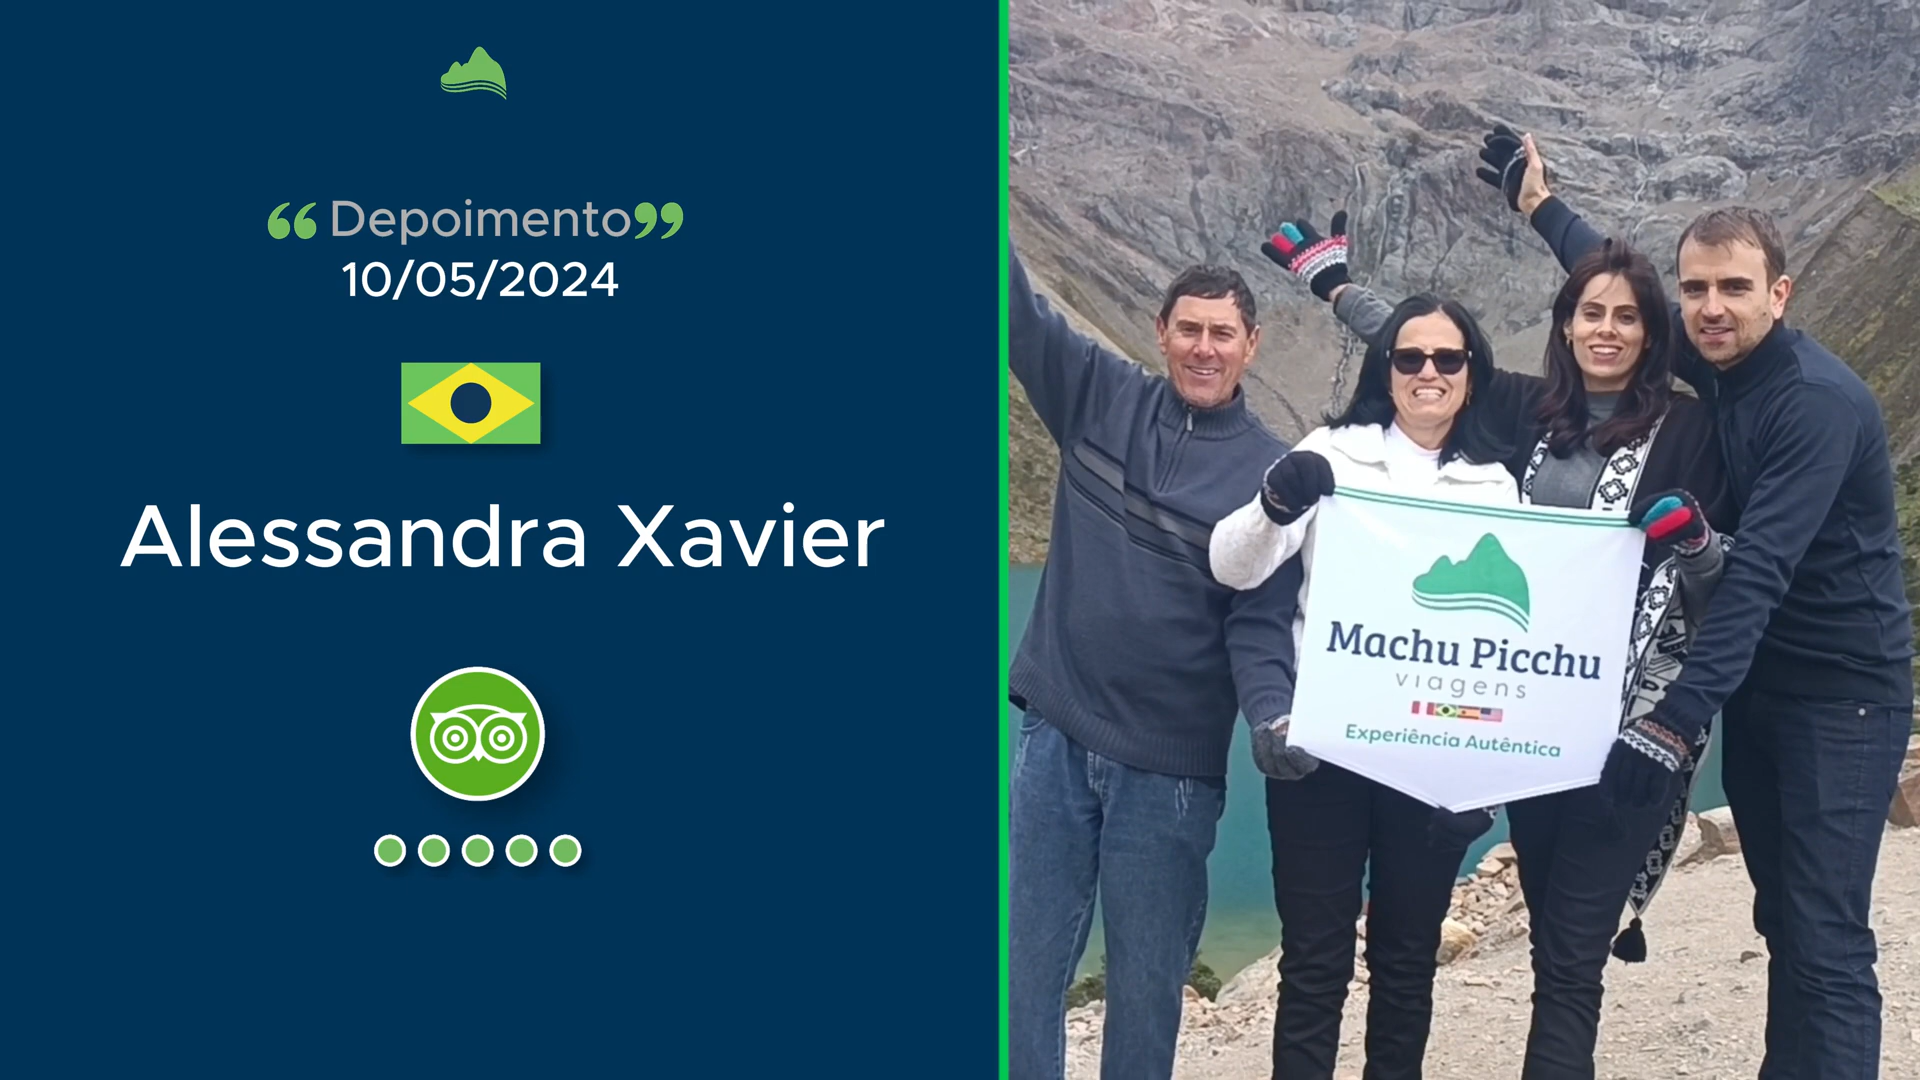 “Depoimento”
10/05/2024
Alessandra Xavier
Machu Picchu
viagens
Experiência Autêntica